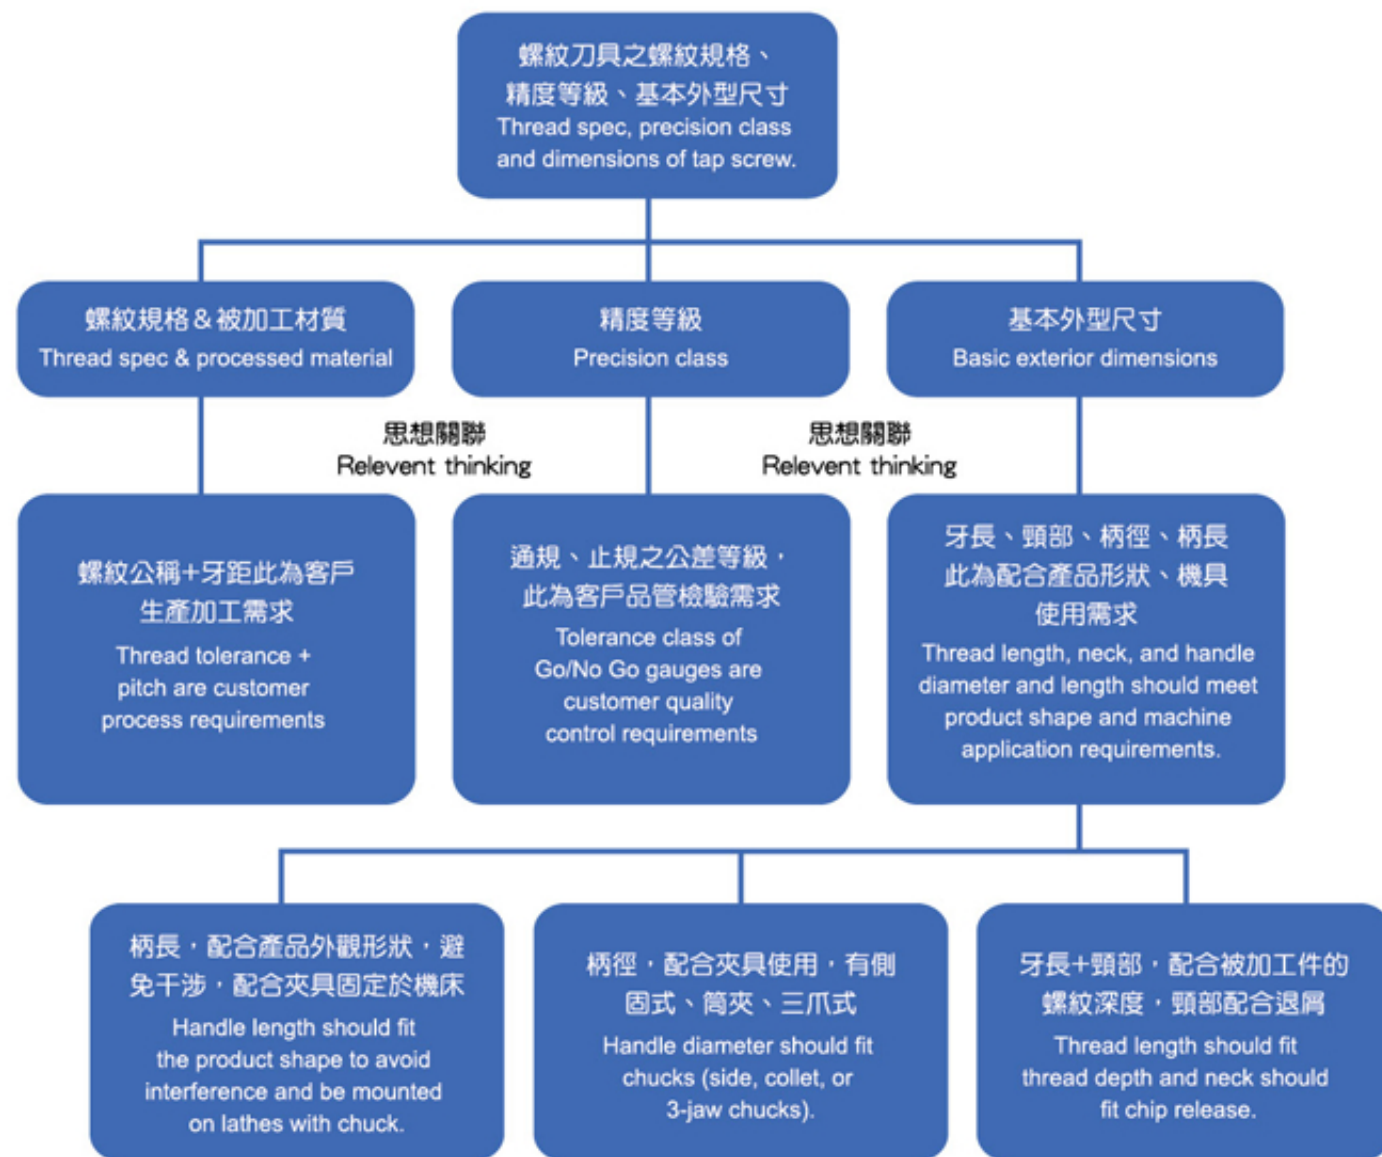 螺紋刀具之螺紋規格、
精度等級、基本外型尺寸
Thread spec, precision class
and dimensions of tap screw.
螺紋規格＆被加工材質
Thread spec & processed material
精度等級
Precision class
基本外型尺寸
Basic exterior dimensions
思想關聯
Relevent thinking
思想關聯
Relevent thinking
螺紋公稱+牙距此為客戶
生產加工需求
Thread tolerance +
pitch are customer
process requirements
通規、止規之公差等級，
此為客戶品管檢驗需求
Tolerance class of
Go/No Go gauges are
customer quality
control requirements
牙長、頸部、柄徑、柄長
此為配合產品形狀、機具
使用需求
Thread length, neck, and handle
diameter and length should meet
product shape and machine
application requirements.
柄長，配合產品外觀形狀，避
免干涉，配合夾具固定於機床
Handle length should fit
the product shape to avoid
interference and be mounted
on lathes with chuck.
柄徑，配合夾具使用，有側
固式、筒夾、三爪式
Handle diameter should fit
chucks (side, collet, or
3-jaw chucks).
牙長+頸部，配合被加工件的
螺紋深度，頸部配合退屑
Thread length should fit
thread depth and neck should
fit chip release.